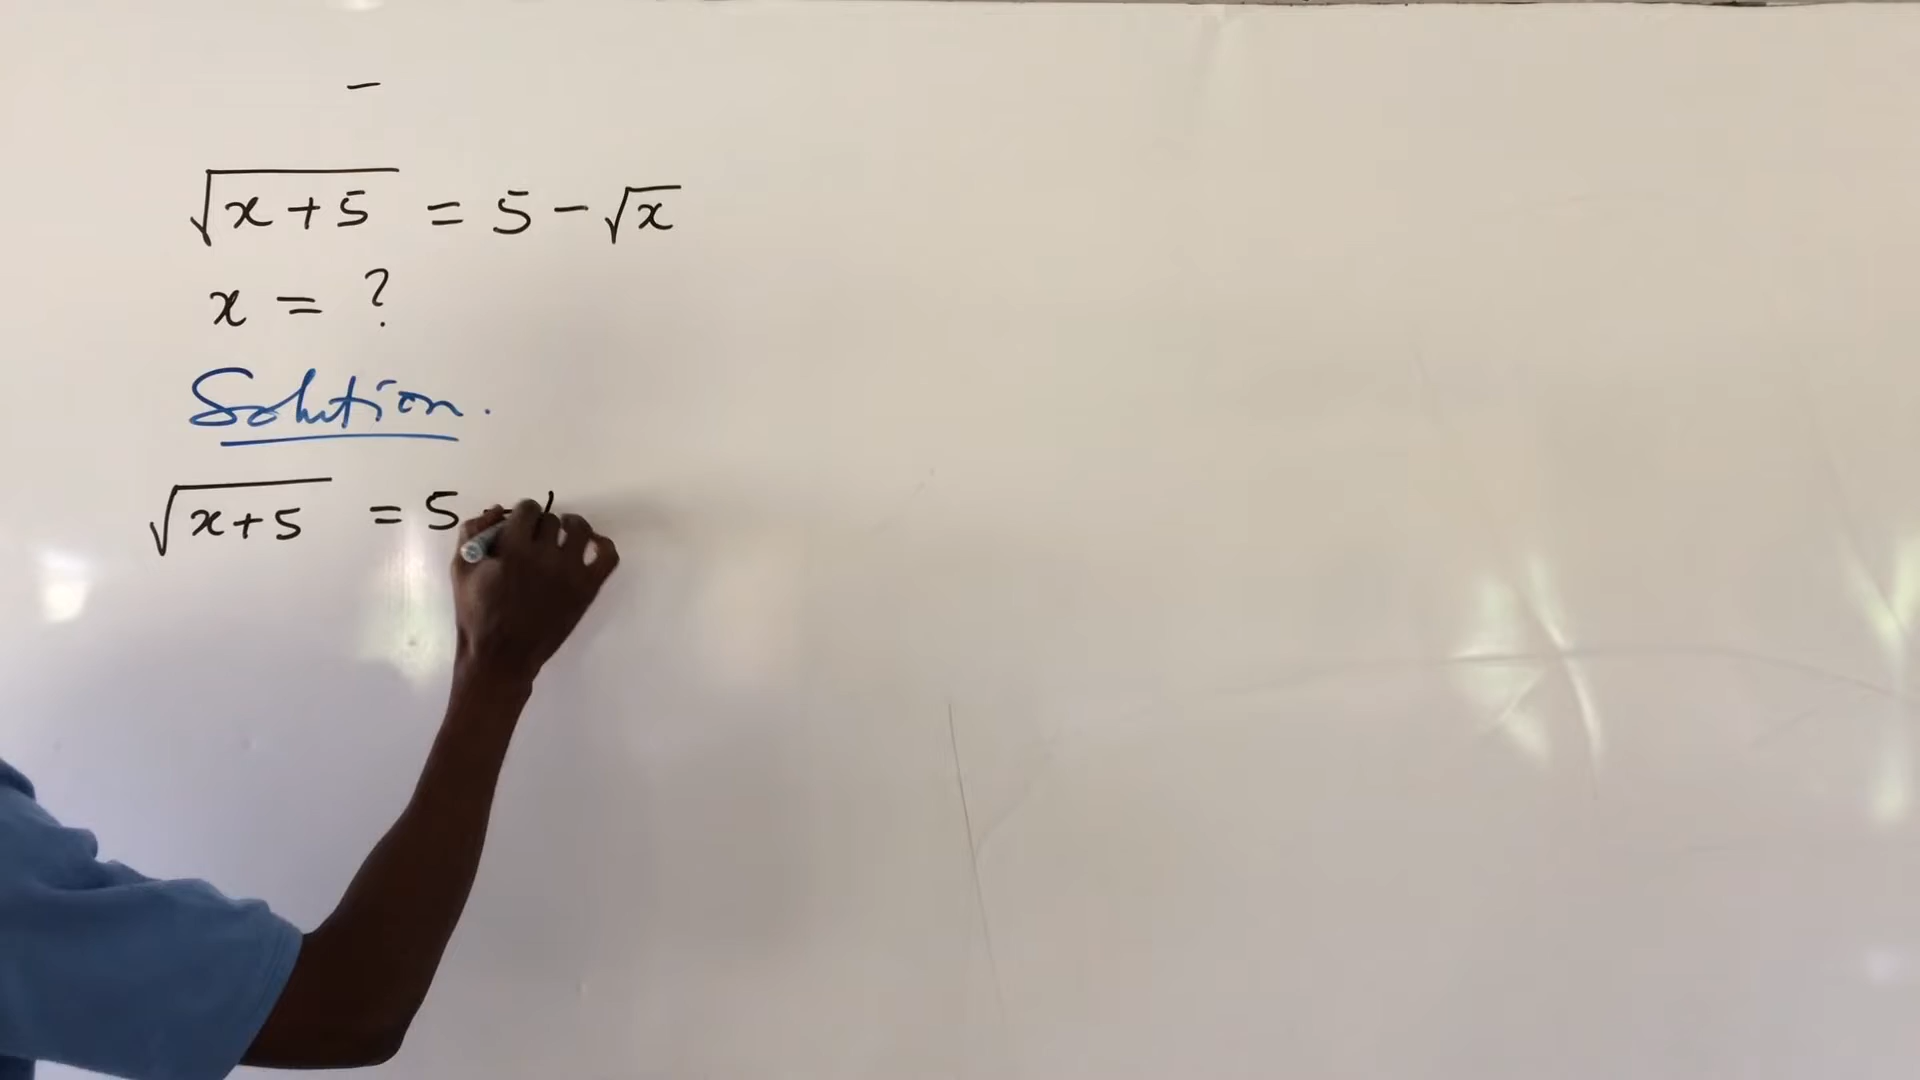 -
√(x+5) = 5 - √x
x = ?
Solution.
√(x+5) = 5 -